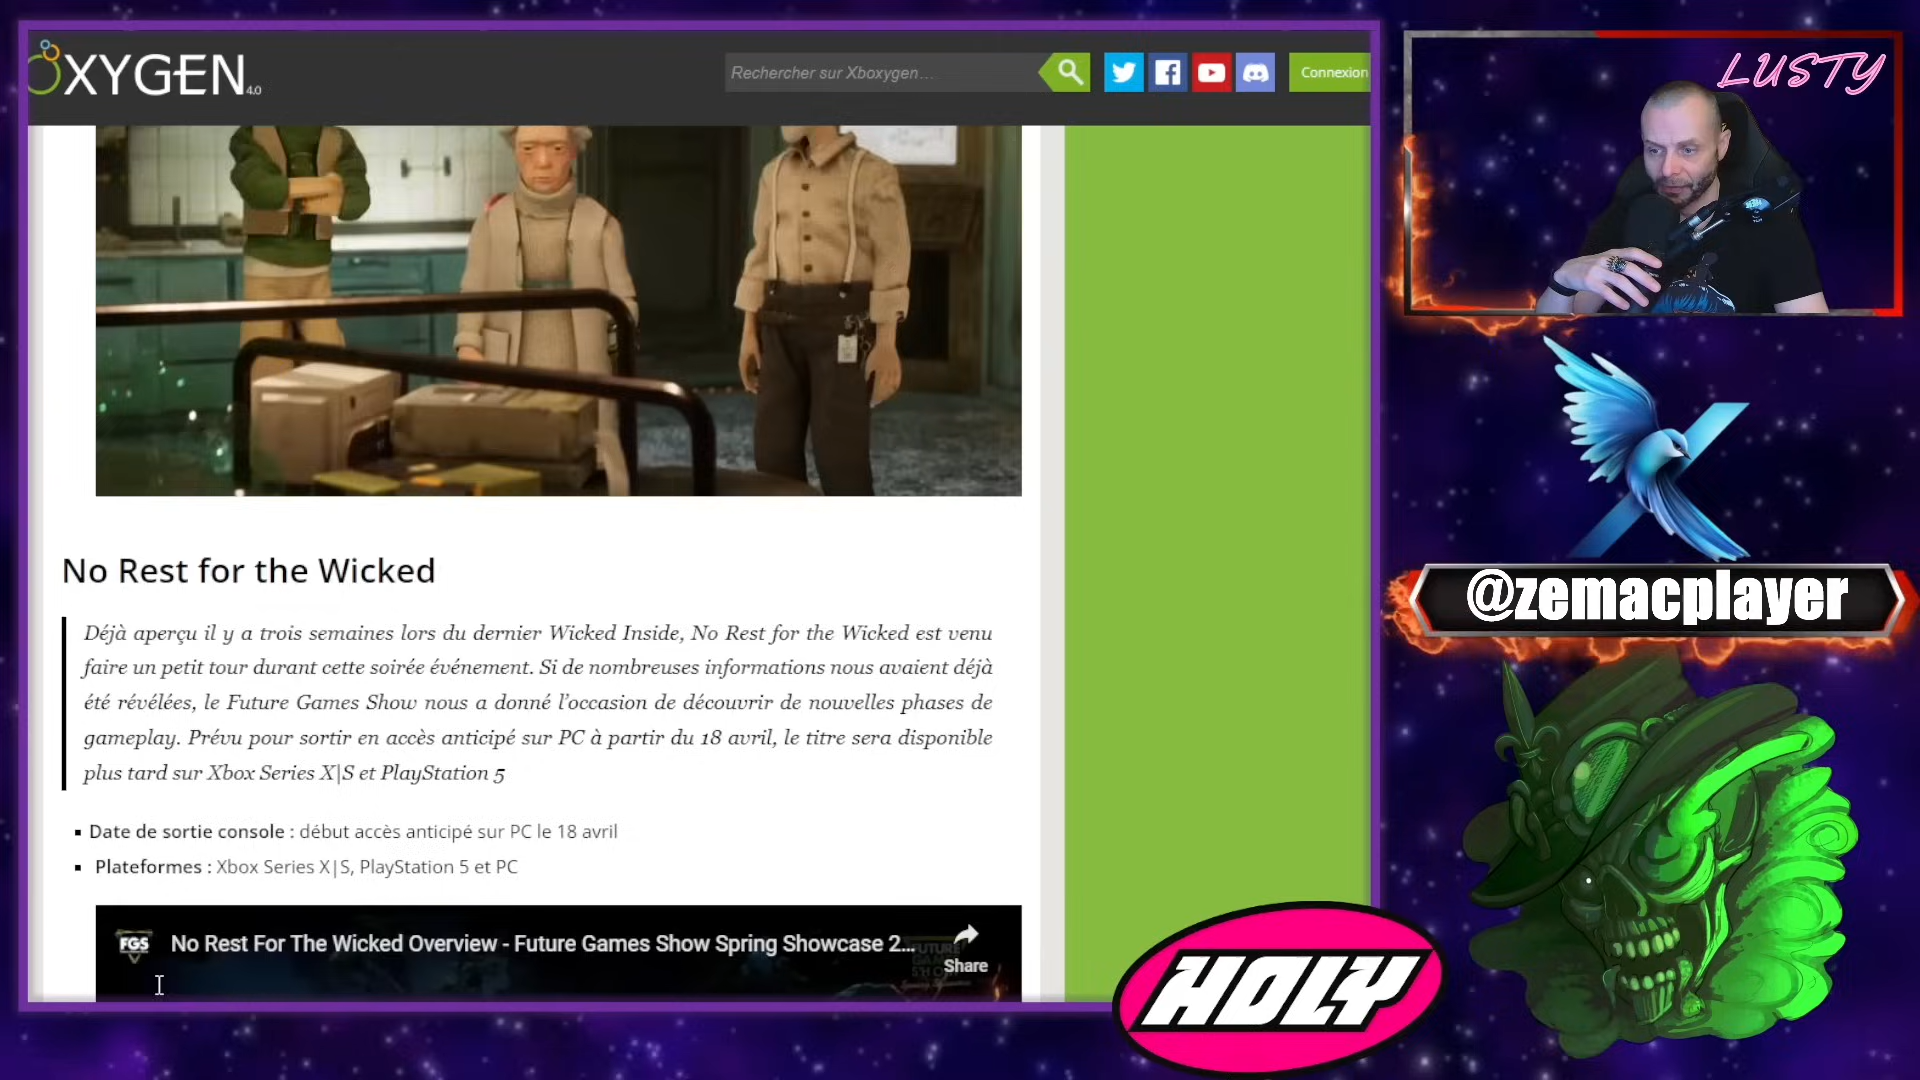 XYGEN 4.0
Rechercher sur Xboxygen…
Connexion
LUSTY
No Rest for the Wicked
Déjà aperçu il y a trois semaines lors du dernier Wicked Inside, No Rest for the Wicked est venu
faire un petit tour durant cette soirée événement. Si de nombreuses informations nous avaient déjà
été révélées, le Future Games Show nous a donné l’occasion de découvrir de nouvelles phases de
gameplay. Prévu pour sortir en accès anticipé sur PC à partir du 18 avril, le titre sera disponible
plus tard sur Xbox Series X|S et PlayStation 5
Date de sortie console : début accès anticipé sur PC le 18 avril
Plateformes : Xbox Series X|S, PlayStation 5 et PC
FGS
No Rest For The Wicked Overview - Future Games Show Spring Showcase 2...
Share
@zemacplayer
HOLY